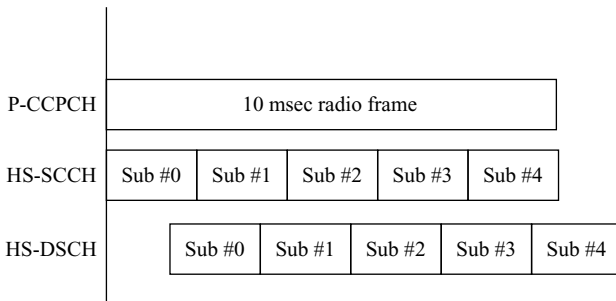 P-CCPCH 10 msec radio frame
HS-SCCH Sub #0 Sub #1 Sub #2 Sub #3 Sub #4
HS-DSCH Sub #0 Sub #1 Sub #2 Sub #3 Sub #4